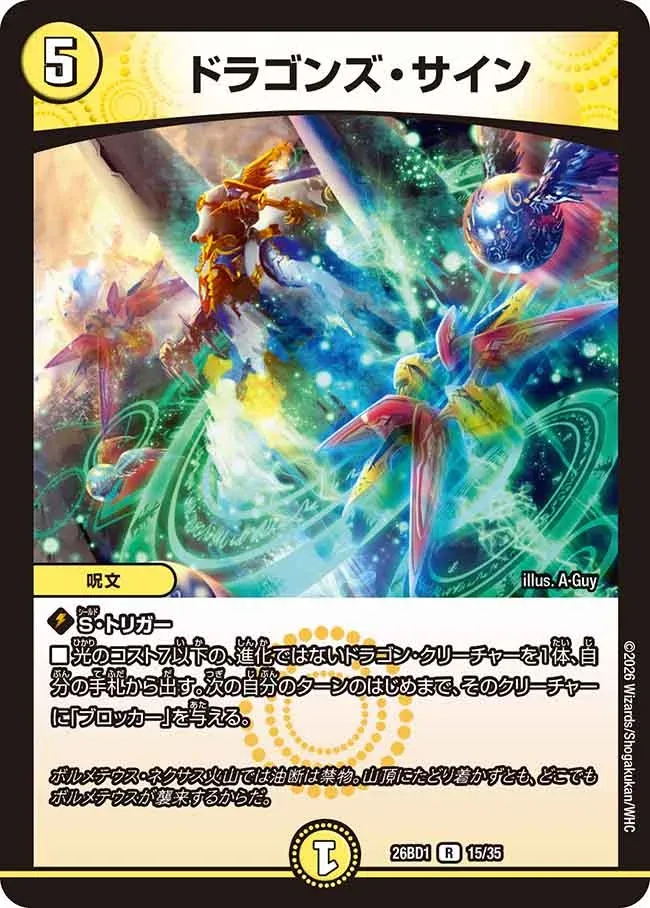 5
ドラゴンズ・サイン
呪文
illus. A-Guy
S・トリガー
■光のコスト7以下の、進化ではないドラゴン・クリーチャーを1体、自
分の手札から出す。次の自分のターンのはじめまで、そのクリーチャー
に「ブロッカー」を与える。
ボルメテウス・ネクサス火山では油断は禁物。山頂にたどり着かずとも、どこでも
ボルメテウスが襲来するからだ。
©2026 Wizards/Shogakukan/WHC
1
26BD1 R 15/35